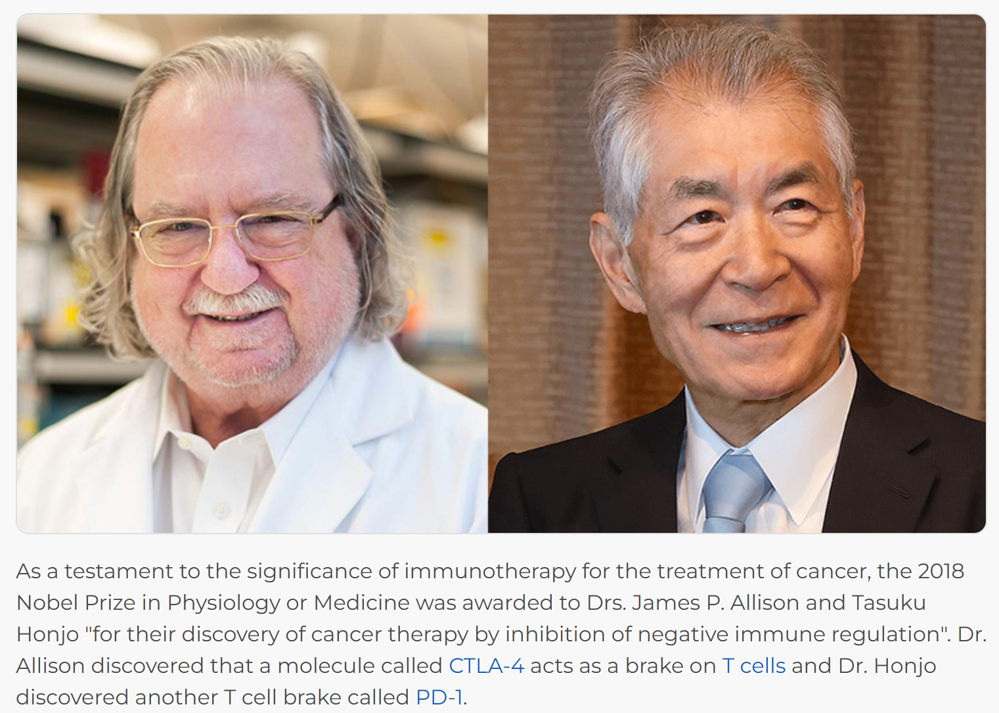 As a testament to the significance of immunotherapy for the treatment of cancer, the 2018
Nobel Prize in Physiology or Medicine was awarded to Drs. James P. Allison and Tasuku
Honjo "for their discovery of cancer therapy by inhibition of negative immune regulation". Dr.
Allison discovered that a molecule called CTLA-4 acts as a brake on T cells and Dr. Honjo
discovered another T cell brake called PD-1.